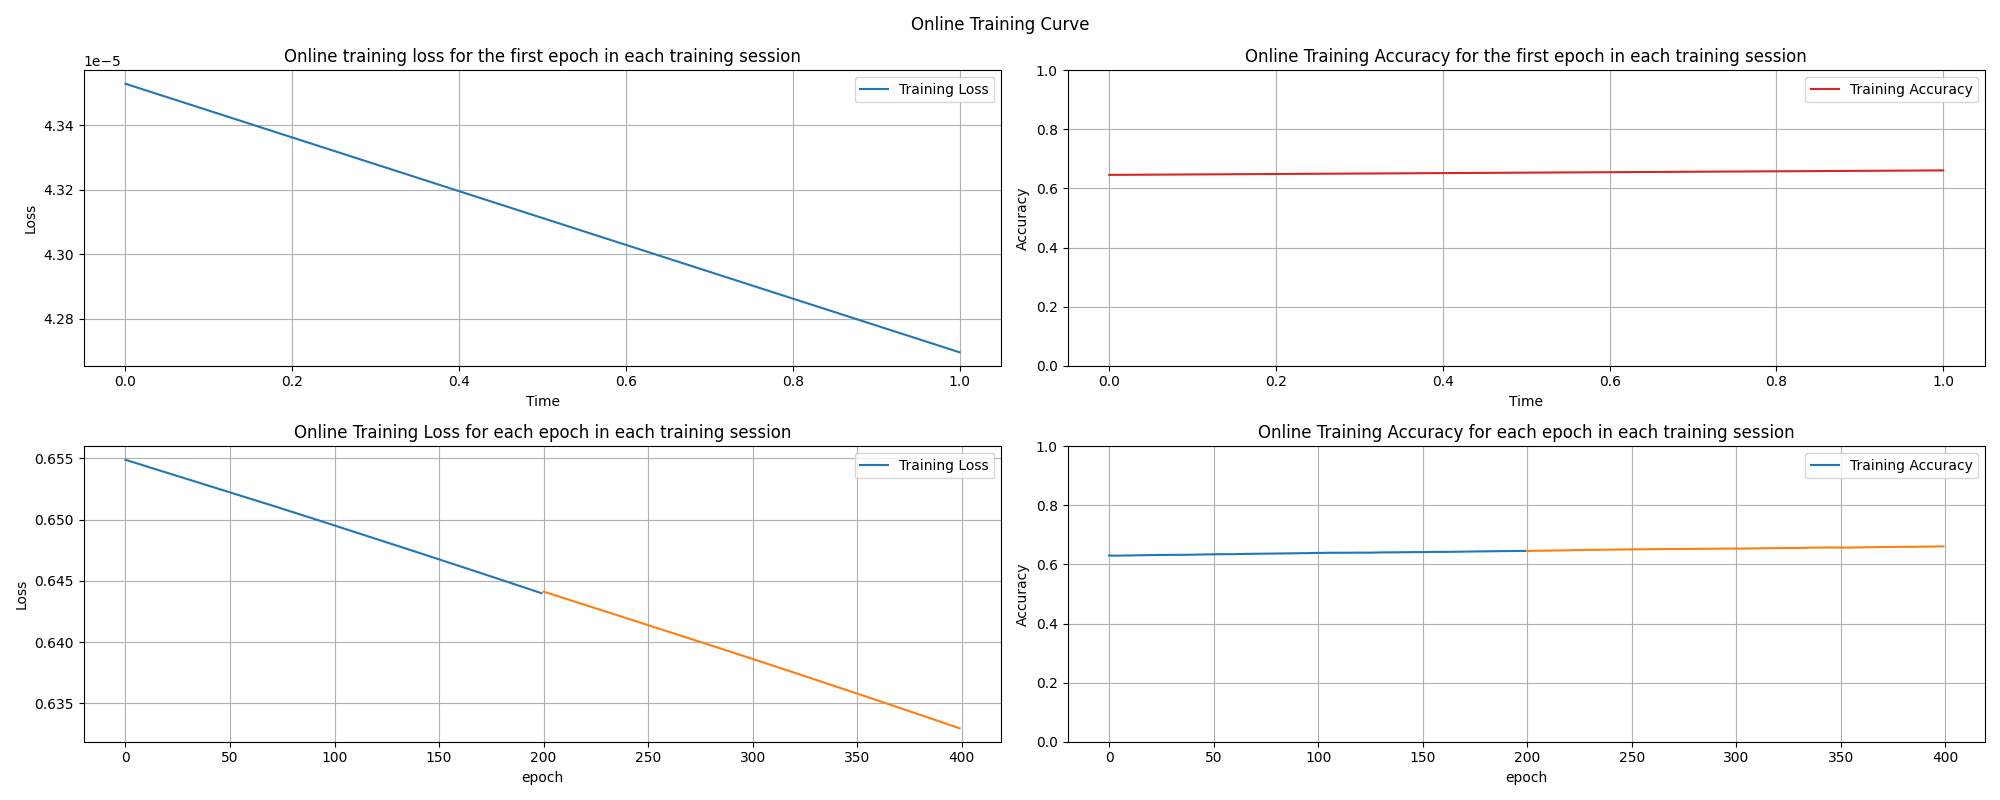 Online Training Curve
Online training loss for the first epoch in each training session
1e−5
Training Loss
4.34
4.32
4.30
4.28
Loss
0.0 0.2 0.4 0.6 0.8 1.0
Time
Online Training Accuracy for the first epoch in each training session
Training Accuracy
1.0
0.8
0.6
0.4
0.2
0.0
Accuracy
0.0 0.2 0.4 0.6 0.8 1.0
Time
Online Training Loss for each epoch in each training session
Training Loss
0.655
0.650
0.645
0.640
0.635
Loss
0 50 100 150 200 250 300 350 400
epoch
Online Training Accuracy for each epoch in each training session
Training Accuracy
1.0
0.8
0.6
0.4
0.2
0.0
Accuracy
0 50 100 150 200 250 300 350 400
epoch